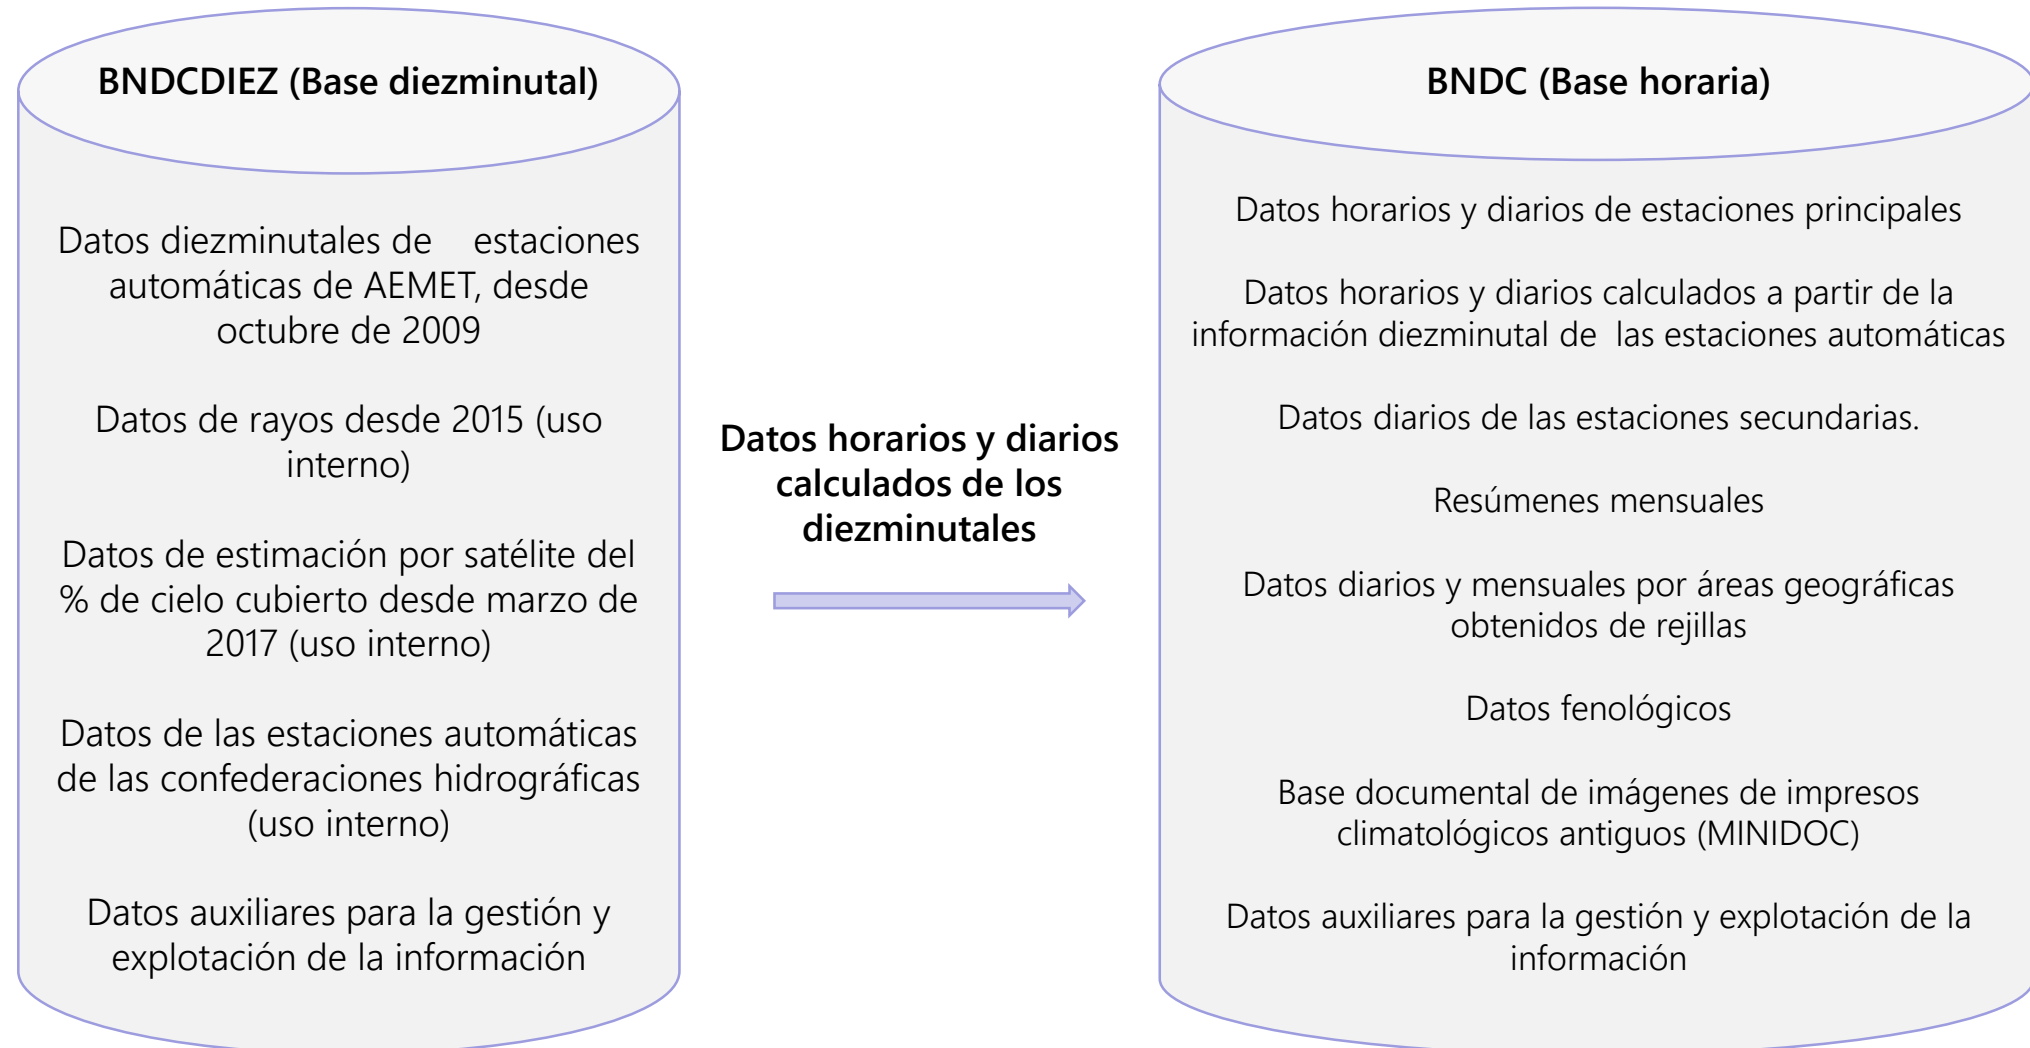 BNDCDIEZ (Base diezminutal)
Datos diezminutales de estaciones
automáticas de AEMET, desde
octubre de 2009
Datos de rayos desde 2015 (uso
interno)
Datos de estimación por satélite del
% de cielo cubierto desde marzo de
2017 (uso interno)
Datos de las estaciones automáticas
de las confederaciones hidrográficas
(uso interno)
Datos auxiliares para la gestión y
explotación de la información
Datos horarios y diarios
calculados de los
diezminutales
BNDC (Base horaria)
Datos horarios y diarios de estaciones principales
Datos horarios y diarios calculados a partir de la
información diezminutal de las estaciones automáticas
Datos diarios de las estaciones secundarias.
Resúmenes mensuales
Datos diarios y mensuales por áreas geográficas
obtenidos de rejillas
Datos fenológicos
Base documental de imágenes de impresos
climatológicos antiguos (MINIDOC)
Datos auxiliares para la gestión y explotación de la
información